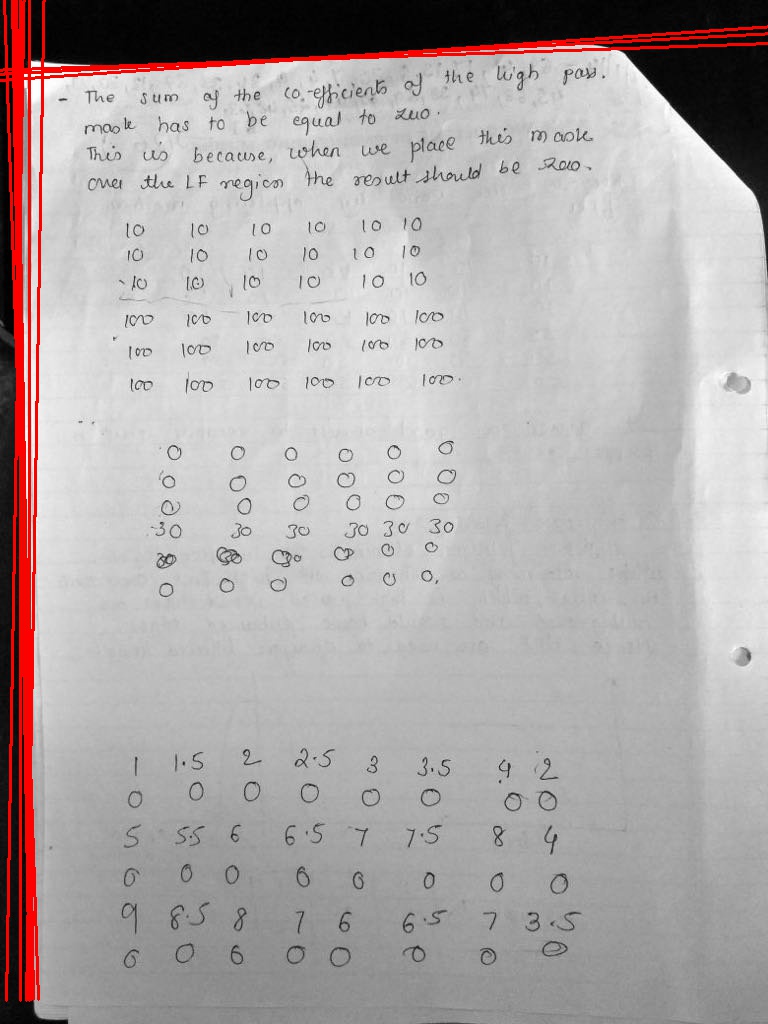 - The sum of the co-efficients of the high pass.
mask has to be equal to zero.
This is because, when we place this mask
over the LF region the result should be zero.
10 10 10 10 10 10
10 10 10 10 10 10
10 10 10 10 10 10
100 100 100 100 100 100
100 100 100 100 100 100
100 100 100 100 100 100.
0 0 0 0 0 0
0 0 0 0 0 0
0 0 0 0 0 0
30 30 30 30 30 30
0 0 0
0 0 0 0 0 0.
1 1.5 2 2.5 3 3.5 4 2
0 0 0 0 0 0 0 0
5 5.5 6 6.5 7 7.5 8 4
0 0 0 0 0 0 0 0
9 8.5 8 7 6 6.5 7 3.5
0 0 0 0 0 0 0 0